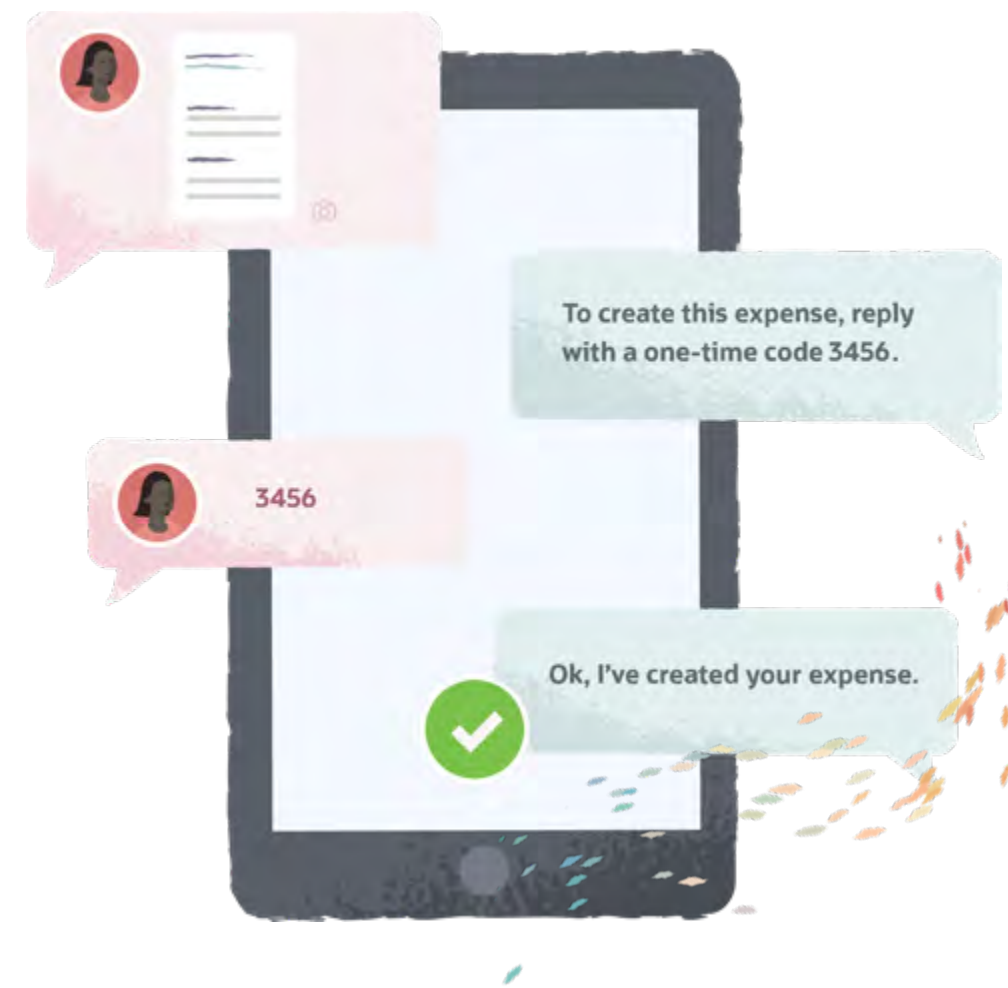 To create this expense, reply
with a one-time code 3456.
3456
Ok, I've created your expense.